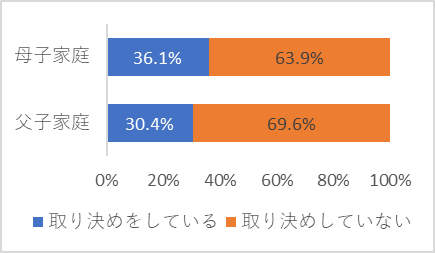 母子家庭
36.1% 63.9%
父子家庭
30.4% 69.6%
0% 20% 40% 60% 80% 100%
取り決めをしている 取り決めしていない